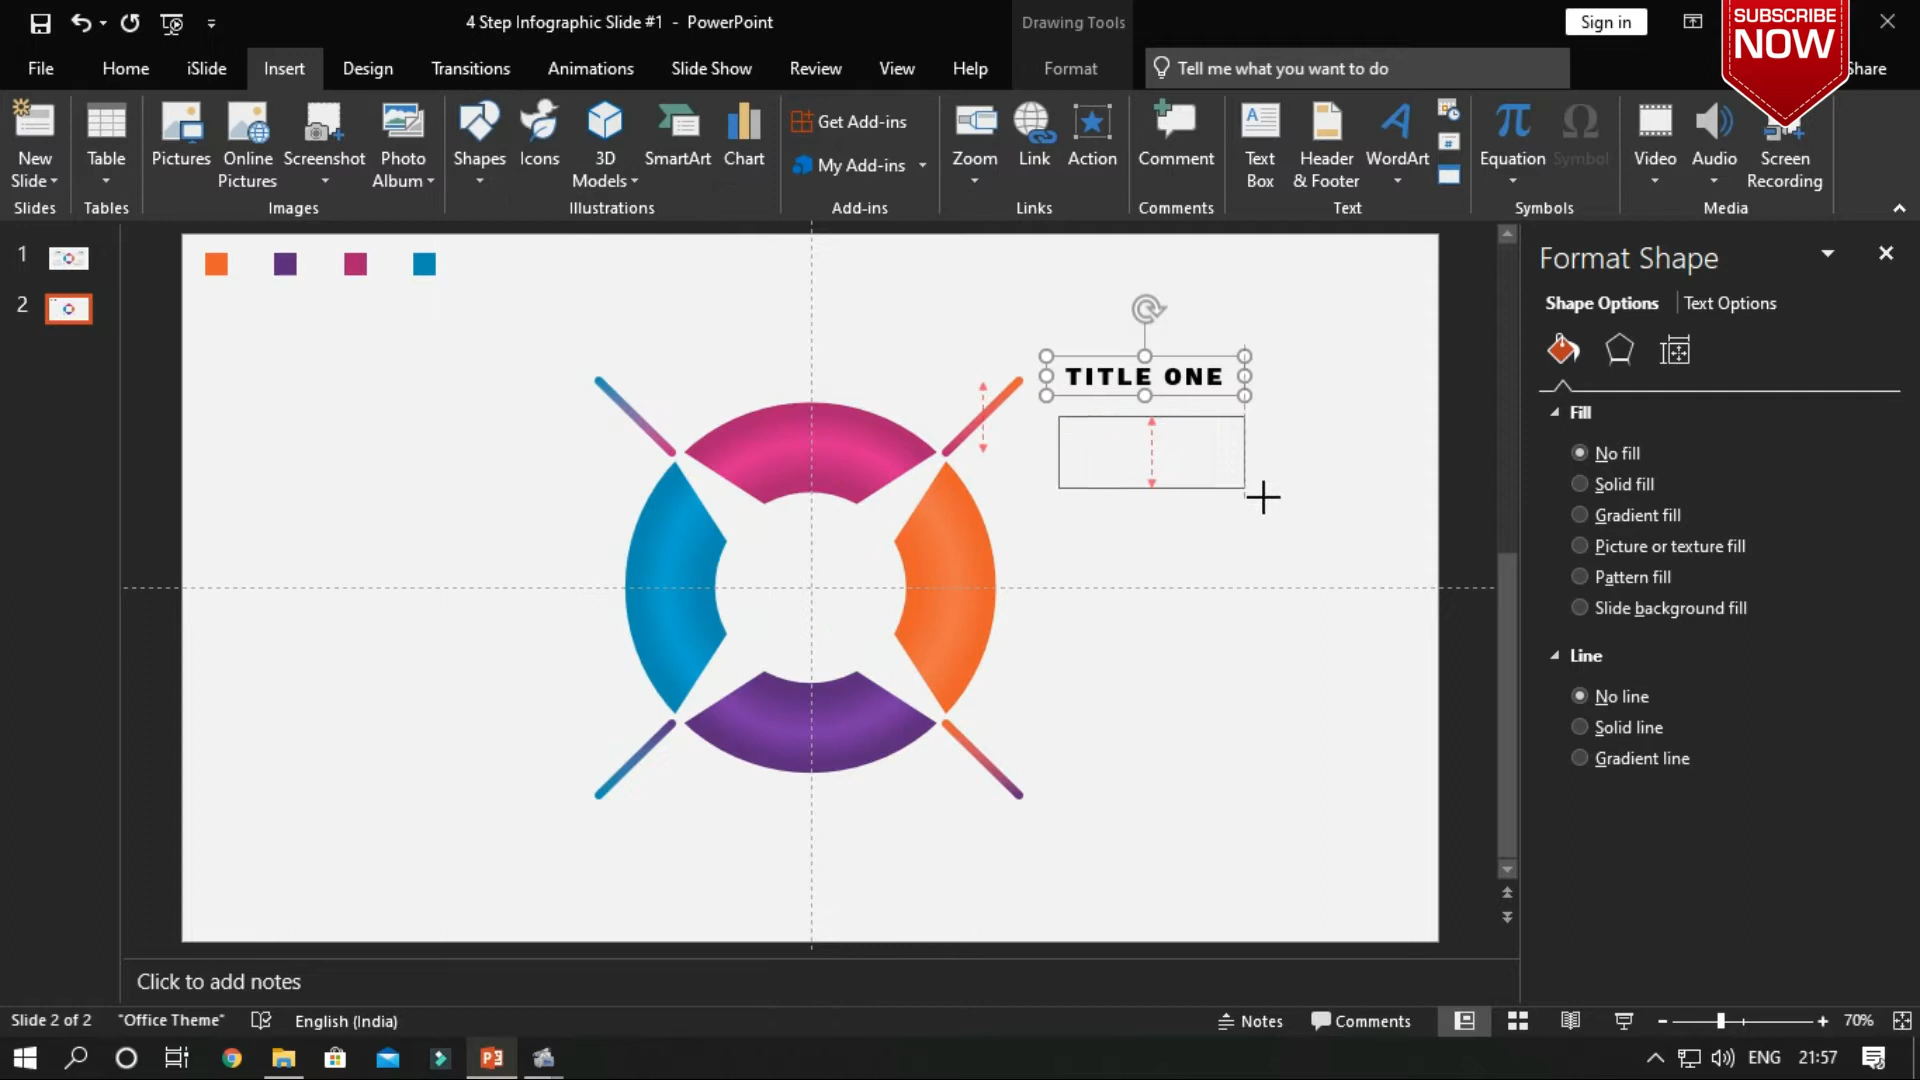 4 Step Infographic Slide #1 - PowerPoint
Drawing Tools
Sign in
SUBSCRIBE
NOW
File
Home
iSlide
Insert
Design
Transitions
Animations
Slide Show
Review
View
Help
Format
Tell me what you want to do
Share
New
Slide
Table
Pictures
Online
Pictures
Screenshot
Photo
Album
Shapes
Icons
3D
Models
SmartArt
Chart
Get Add-ins
My Add-ins
Zoom
Link
Action
Comment
Text
Box
Header
& Footer
WordArt
Equation
Symbol
Video
Audio
Screen
Recording
Slides
Tables
Images
Illustrations
Add-ins
Links
Comments
Text
Symbols
Media
1
2
TITLE ONE
Format Shape
Shape Options
Text Options
Fill
No fill
Solid fill
Gradient fill
Picture or texture fill
Pattern fill
Slide background fill
Line
No line
Solid line
Gradient line
Click to add notes
Slide 2 of 2
"Office Theme"
English (India)
Notes
Comments
70%
ENG
21:57